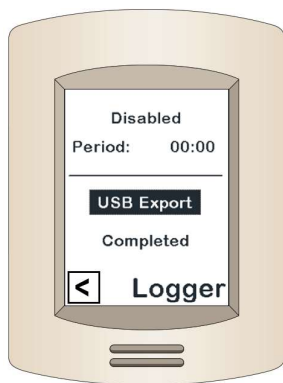 Disabled
Period: 00:00
USB Export
Completed
< Logger